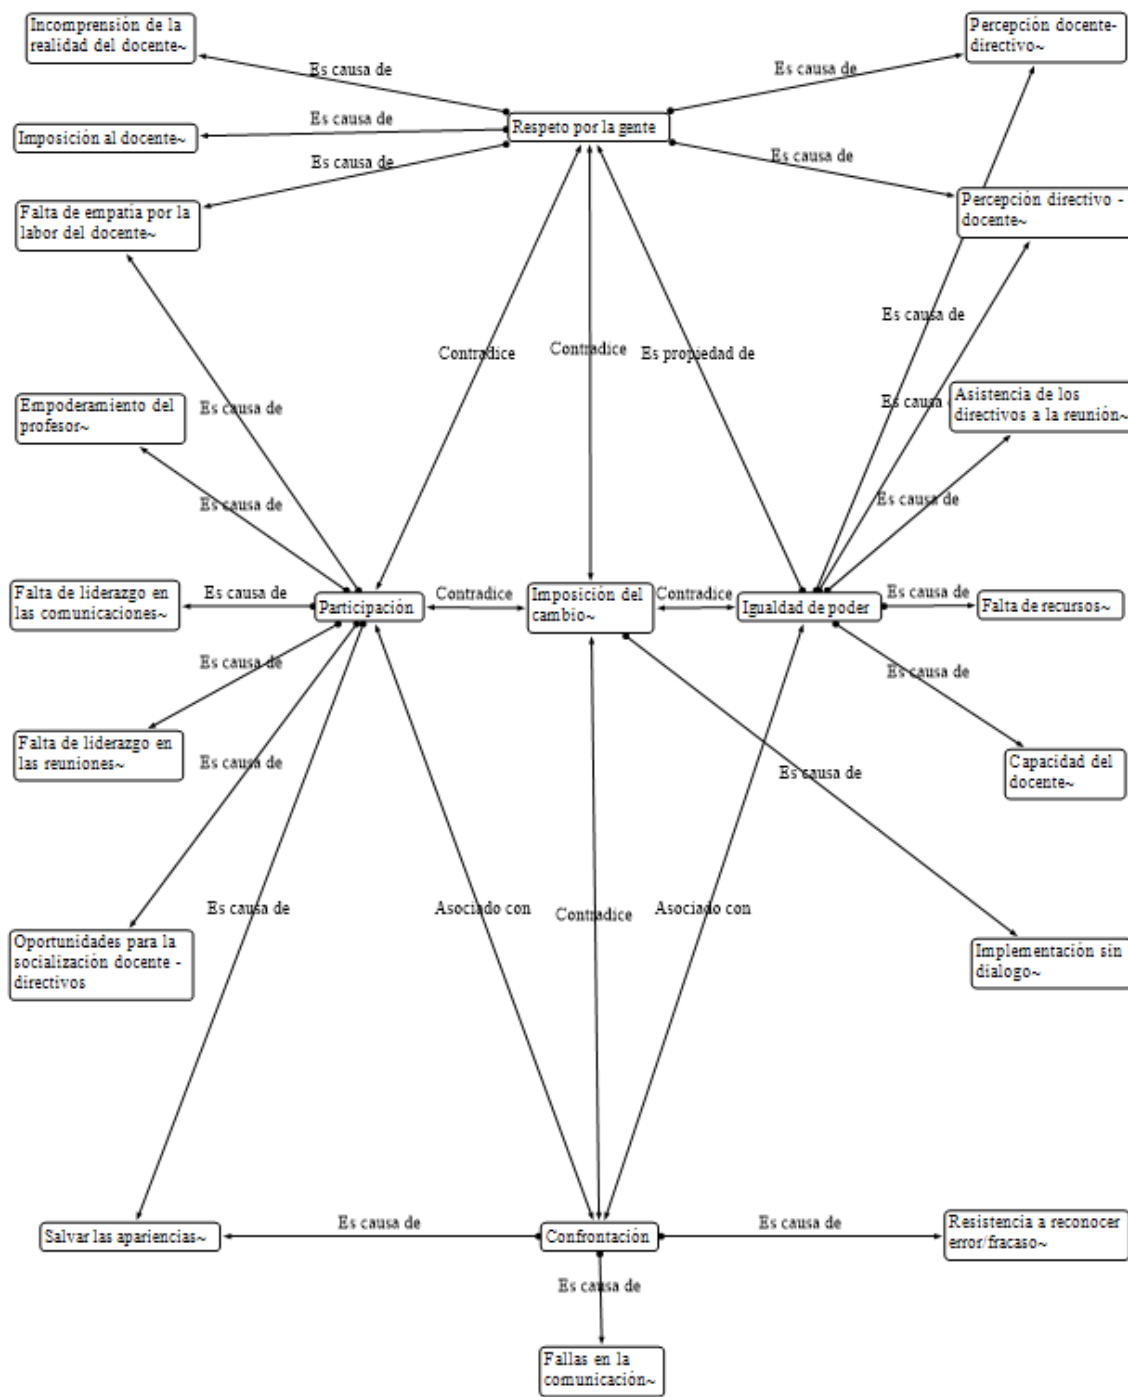 Incomprensión de la
realidad del docente~
Percepción docente-
directivo~
Es causa de
Es causa de
Es causa de
Imposición al docente~
Respeto por la gente
Es causa de
Es causa de
Falta de empatía por la
labor del docente~
Percepción directivo -
docente~
Es causa de
Contradice
Contradice
Es propiedad de
Empoderamiento del
profesor~
Es causa de
Es causa
Asistencia de los
directivos a la reunión~
Es causa de
Es causa de
Falta de liderazgo en
las comunicaciones~
Es causa de
Participación
Contradice
Imposición del
cambio~
Contradice
Igualdad de poder
Es causa de
Falta de recursos~
Es causa de
Es causa de
Falta de liderazgo en
las reuniones~
Es causa de
Es causa de
Capacidad del
docente~
Es causa de
Asociado con
Contradice
Asociado con
Oportunidades para la
socialización docente -
directivos
Implementación sin
dialogo~
Salvar las apariencias~
Es causa de
Confrontación
Es causa de
Resistencia a reconocer
error/fracaso~
Es causa de
Fallas en la
comunicación~